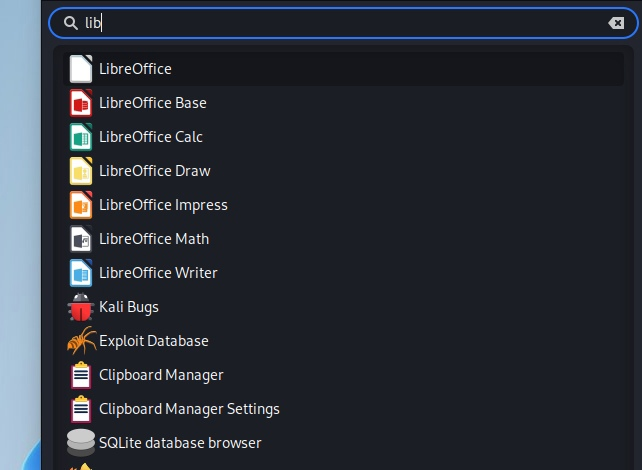 lib
LibreOffice
LibreOffice Base
LibreOffice Calc
LibreOffice Draw
LibreOffice Impress
LibreOffice Math
LibreOffice Writer
Kali Bugs
Exploit Database
Clipboard Manager
Clipboard Manager Settings
SQLite database browser